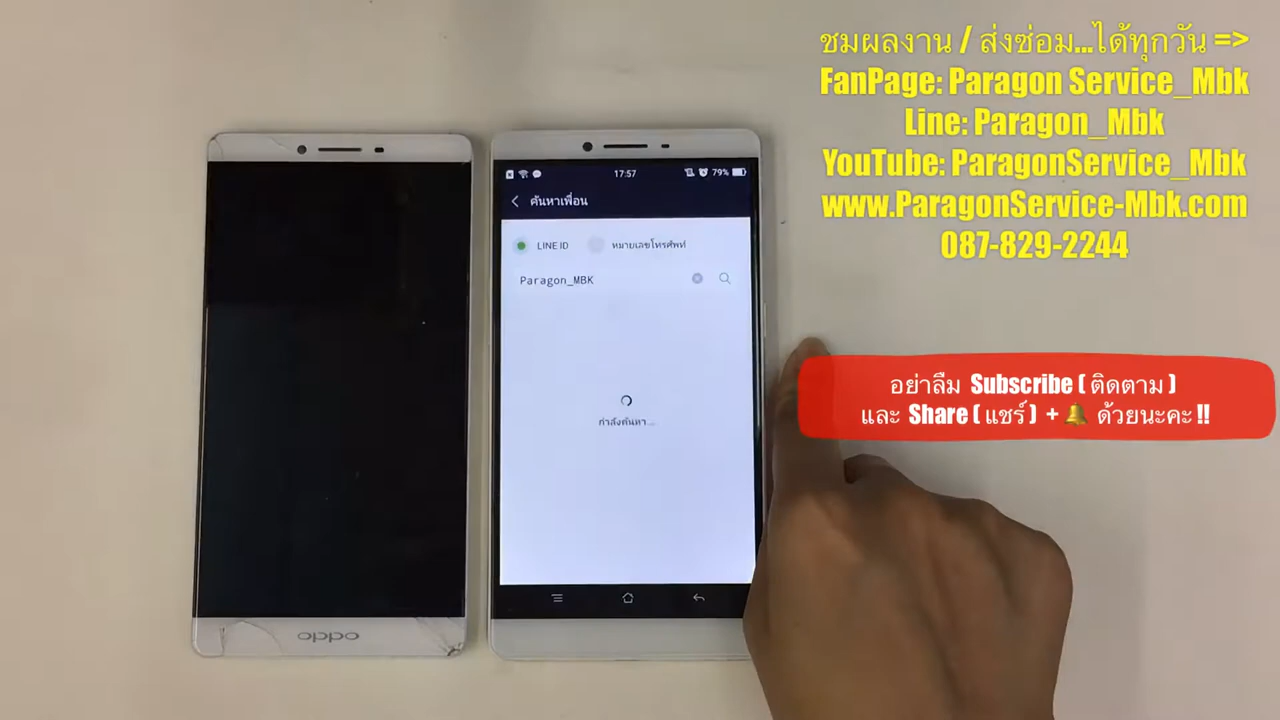 ชมผลงาน / ส่งซ่อม...ได้ทุกวัน =>
FanPage: Paragon Service_Mbk
Line: Paragon_Mbk
YouTube: ParagonService_Mbk
www.ParagonService-Mbk.com
087-829-2244
17:57
79%
ค้นหาเพื่อน
LINE ID
หมายเลขโทรศัพท์
Paragon_MBK
กำลังค้นหา...
อย่าลืม Subscribe ( ติดตาม )
และ Share ( แชร์ ) + 🔔 ด้วยนะคะ !!
oppo